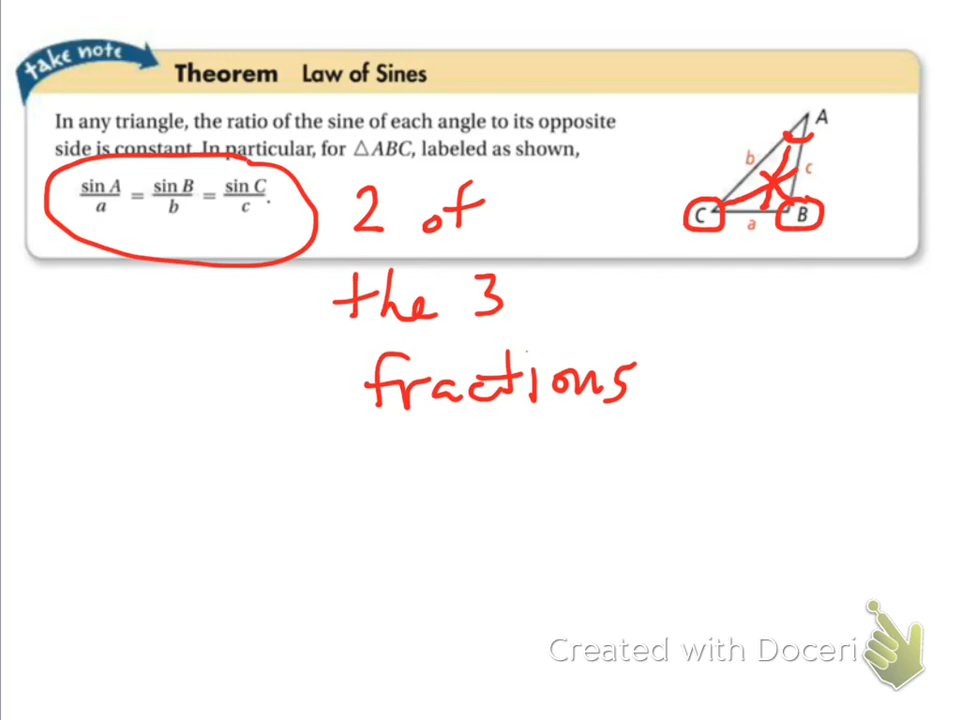 take note
Theorem Law of Sines
In any triangle, the ratio of the sine of each angle to its opposite
side is constant. In particular, for △ABC, labeled as shown,
sin A / a = sin B / b = sin C / c.
A
b
c
C
B
a
2 of
the 3
fractions
Created with Doceri